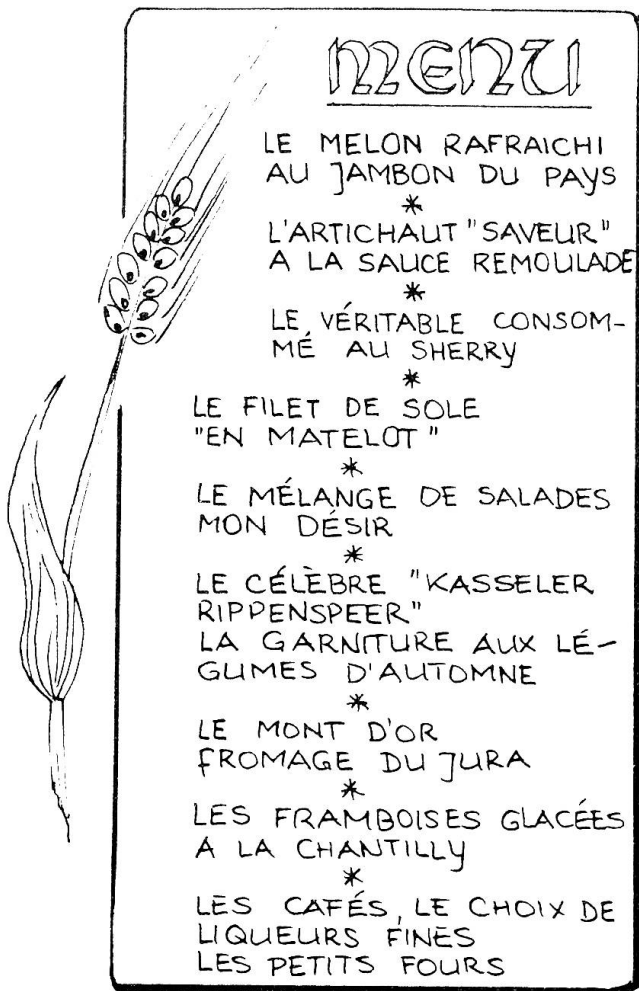 MENU
LE MELON RAFRAICHI
AU JAMBON DU PAYS
*
L'ARTICHAUT "SAVEUR"
A LA SAUCE REMOULADE
*
LE VÉRITABLE CONSOM-
MÉ AU SHERRY
*
LE FILET DE SOLE
"EN MATELOT"
*
LE MÉLANGE DE SALADES
MON DÉSIR
*
LE CÉLÈBRE "KASSELER
RIPPENSPEER"
LA GARNITURE AUX LÉ-
GUMES D'AUTOMNE
*
LE MONT D'OR
FROMAGE DU JURA
*
LES FRAMBOISES GLACÉES
A LA CHANTILLY
*
LES CAFÉS, LE CHOIX DE
LIQUEURS FINES
LES PETITS FOURS